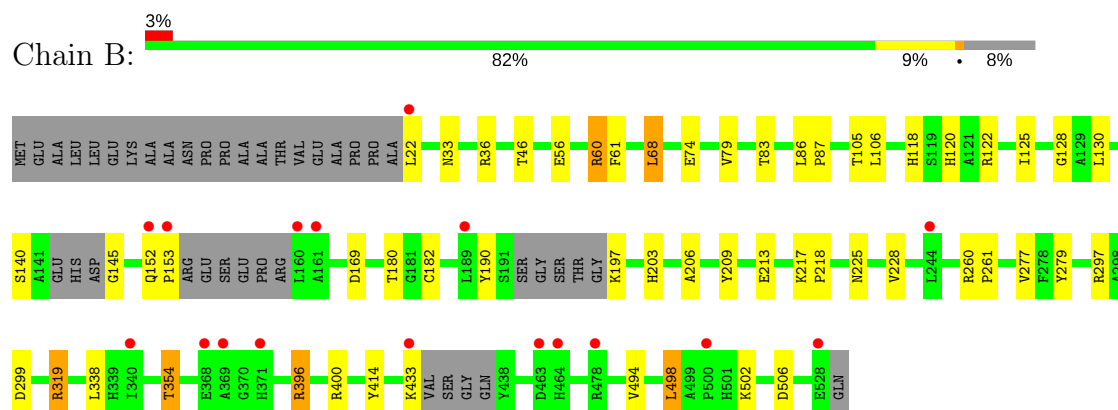 3%
Chain B:
82% 9% • 8%
MET GLU ALA LEU LEU GLU LYS ALA ALA ASN PRO PRO ALA ALA THR VAL GLU ALA PRO PRO ALA L22 N33 R36 T46 E56 R60 F61 L68 E74 V79 T83 L86 P87 T105 L106 H118 S119 H120 A121 R122 I125 G128 A129 L130
S140 A141 GLU HIS ASP G145 Q152 P153 ARG GLU SER GLU PRO ARG L160 A161 D169 T180 G181 C182 L189 Y190 S191 SER GLY SER THR GLY K197 H203 A206 Y209 E213 K217 P218 N225 V228 L244 R260 P261 V277 F278 Y279 R297 A298
D299 R319 L338 H339 I340 T354 E368 A369 G370 H371 R396 R400 Y414 K433 VAL SER GLY GLN Y438 D463 H464 R478 V494 L498 A499 P500 H501 K502 D506 E528 GLN